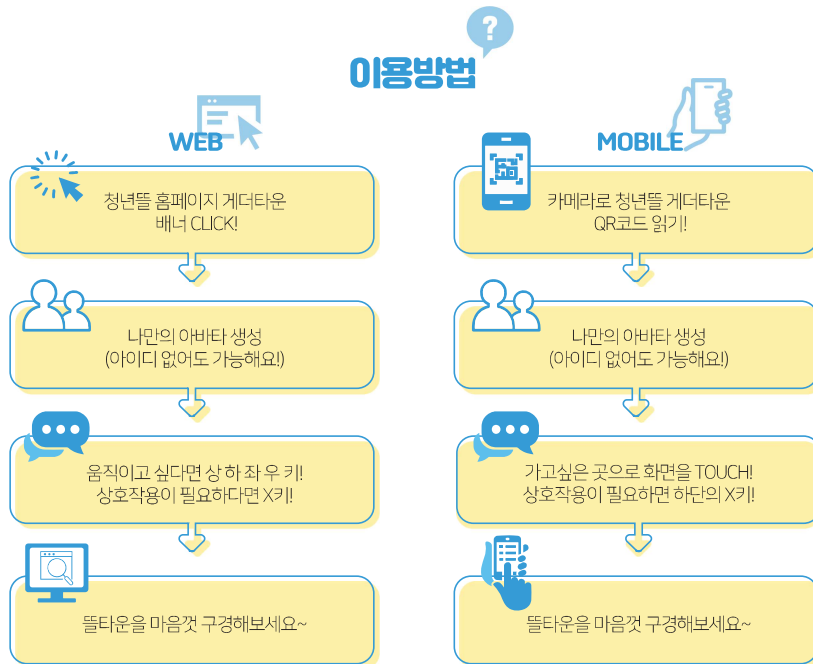 ?
이용방법
WEB
청년뜰 홈페이지 게더타운
배너 CLICK!
나만의 아바타 생성
(아이디 없어도 가능해요!)
움직이고 싶다면 상 하 좌 우 키!
상호작용이 필요하다면 X키!
뜰타운을 마음껏 구경해보세요~
MOBILE
카메라로 청년뜰 게더타운
QR코드 읽기!
나만의 아바타 생성
(아이디 없어도 가능해요!)
가고싶은 곳으로 화면을 TOUCH!
상호작용이 필요하면 하단의 X키!
뜰타운을 마음껏 구경해보세요~